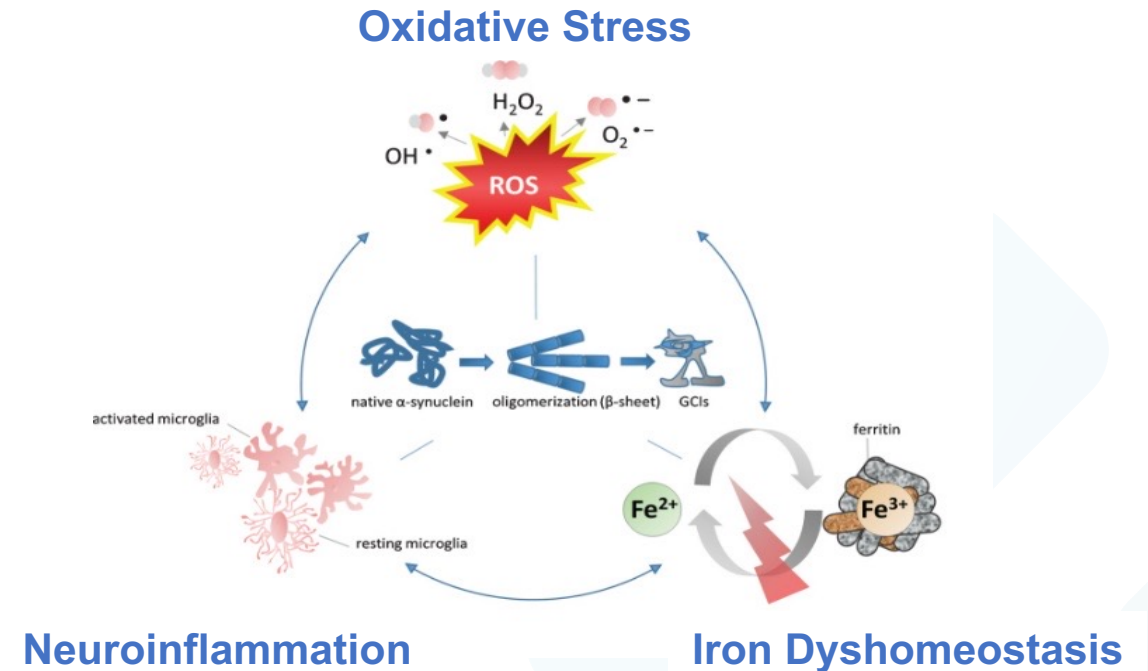 Oxidative Stress
H₂O₂
• −
•
O₂ •−
OH •
ROS
native α-synuclein oligomerization (β-sheet) GCIs
activated microglia
ferritin
Fe²⁺
Fe³⁺
resting microglia
Neuroinflammation Iron Dyshomeostasis